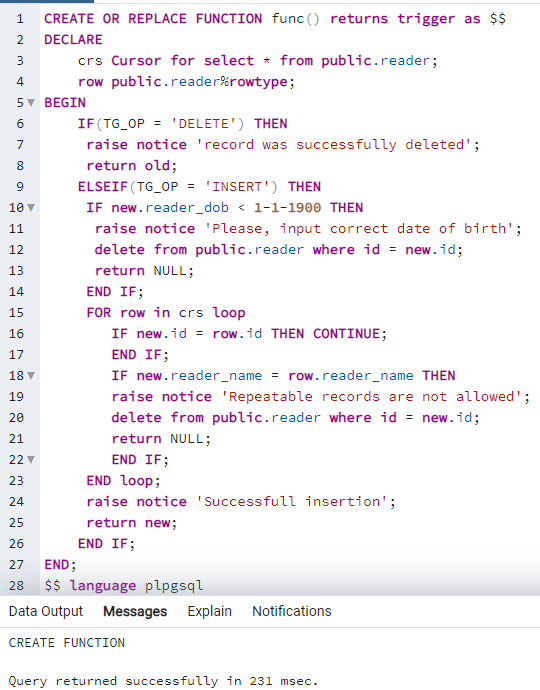 1 CREATE OR REPLACE FUNCTION func() returns trigger as $$
2 DECLARE
3 crs Cursor for select * from public.reader;
4 row public.reader%rowtype;
5 BEGIN
6 IF(TG_OP = 'DELETE') THEN
7 raise notice 'record was successfully deleted';
8 return old;
9 ELSEIF(TG_OP = 'INSERT') THEN
10 IF new.reader_dob < 1-1-1900 THEN
11 raise notice 'Please, input correct date of birth';
12 delete from public.reader where id = new.id;
13 return NULL;
14 END IF;
15 FOR row in crs loop
16 IF new.id = row.id THEN CONTINUE;
17 END IF;
18 IF new.reader_name = row.reader_name THEN
19 raise notice 'Repeatable records are not allowed';
20 delete from public.reader where id = new.id;
21 return NULL;
22 END IF;
23 END loop;
24 raise notice 'Successfull insertion';
25 return new;
26 END IF;
27 END;
28 $$ language plpgsql
Data Output Messages Explain Notifications
CREATE FUNCTION
Query returned successfully in 231 msec.